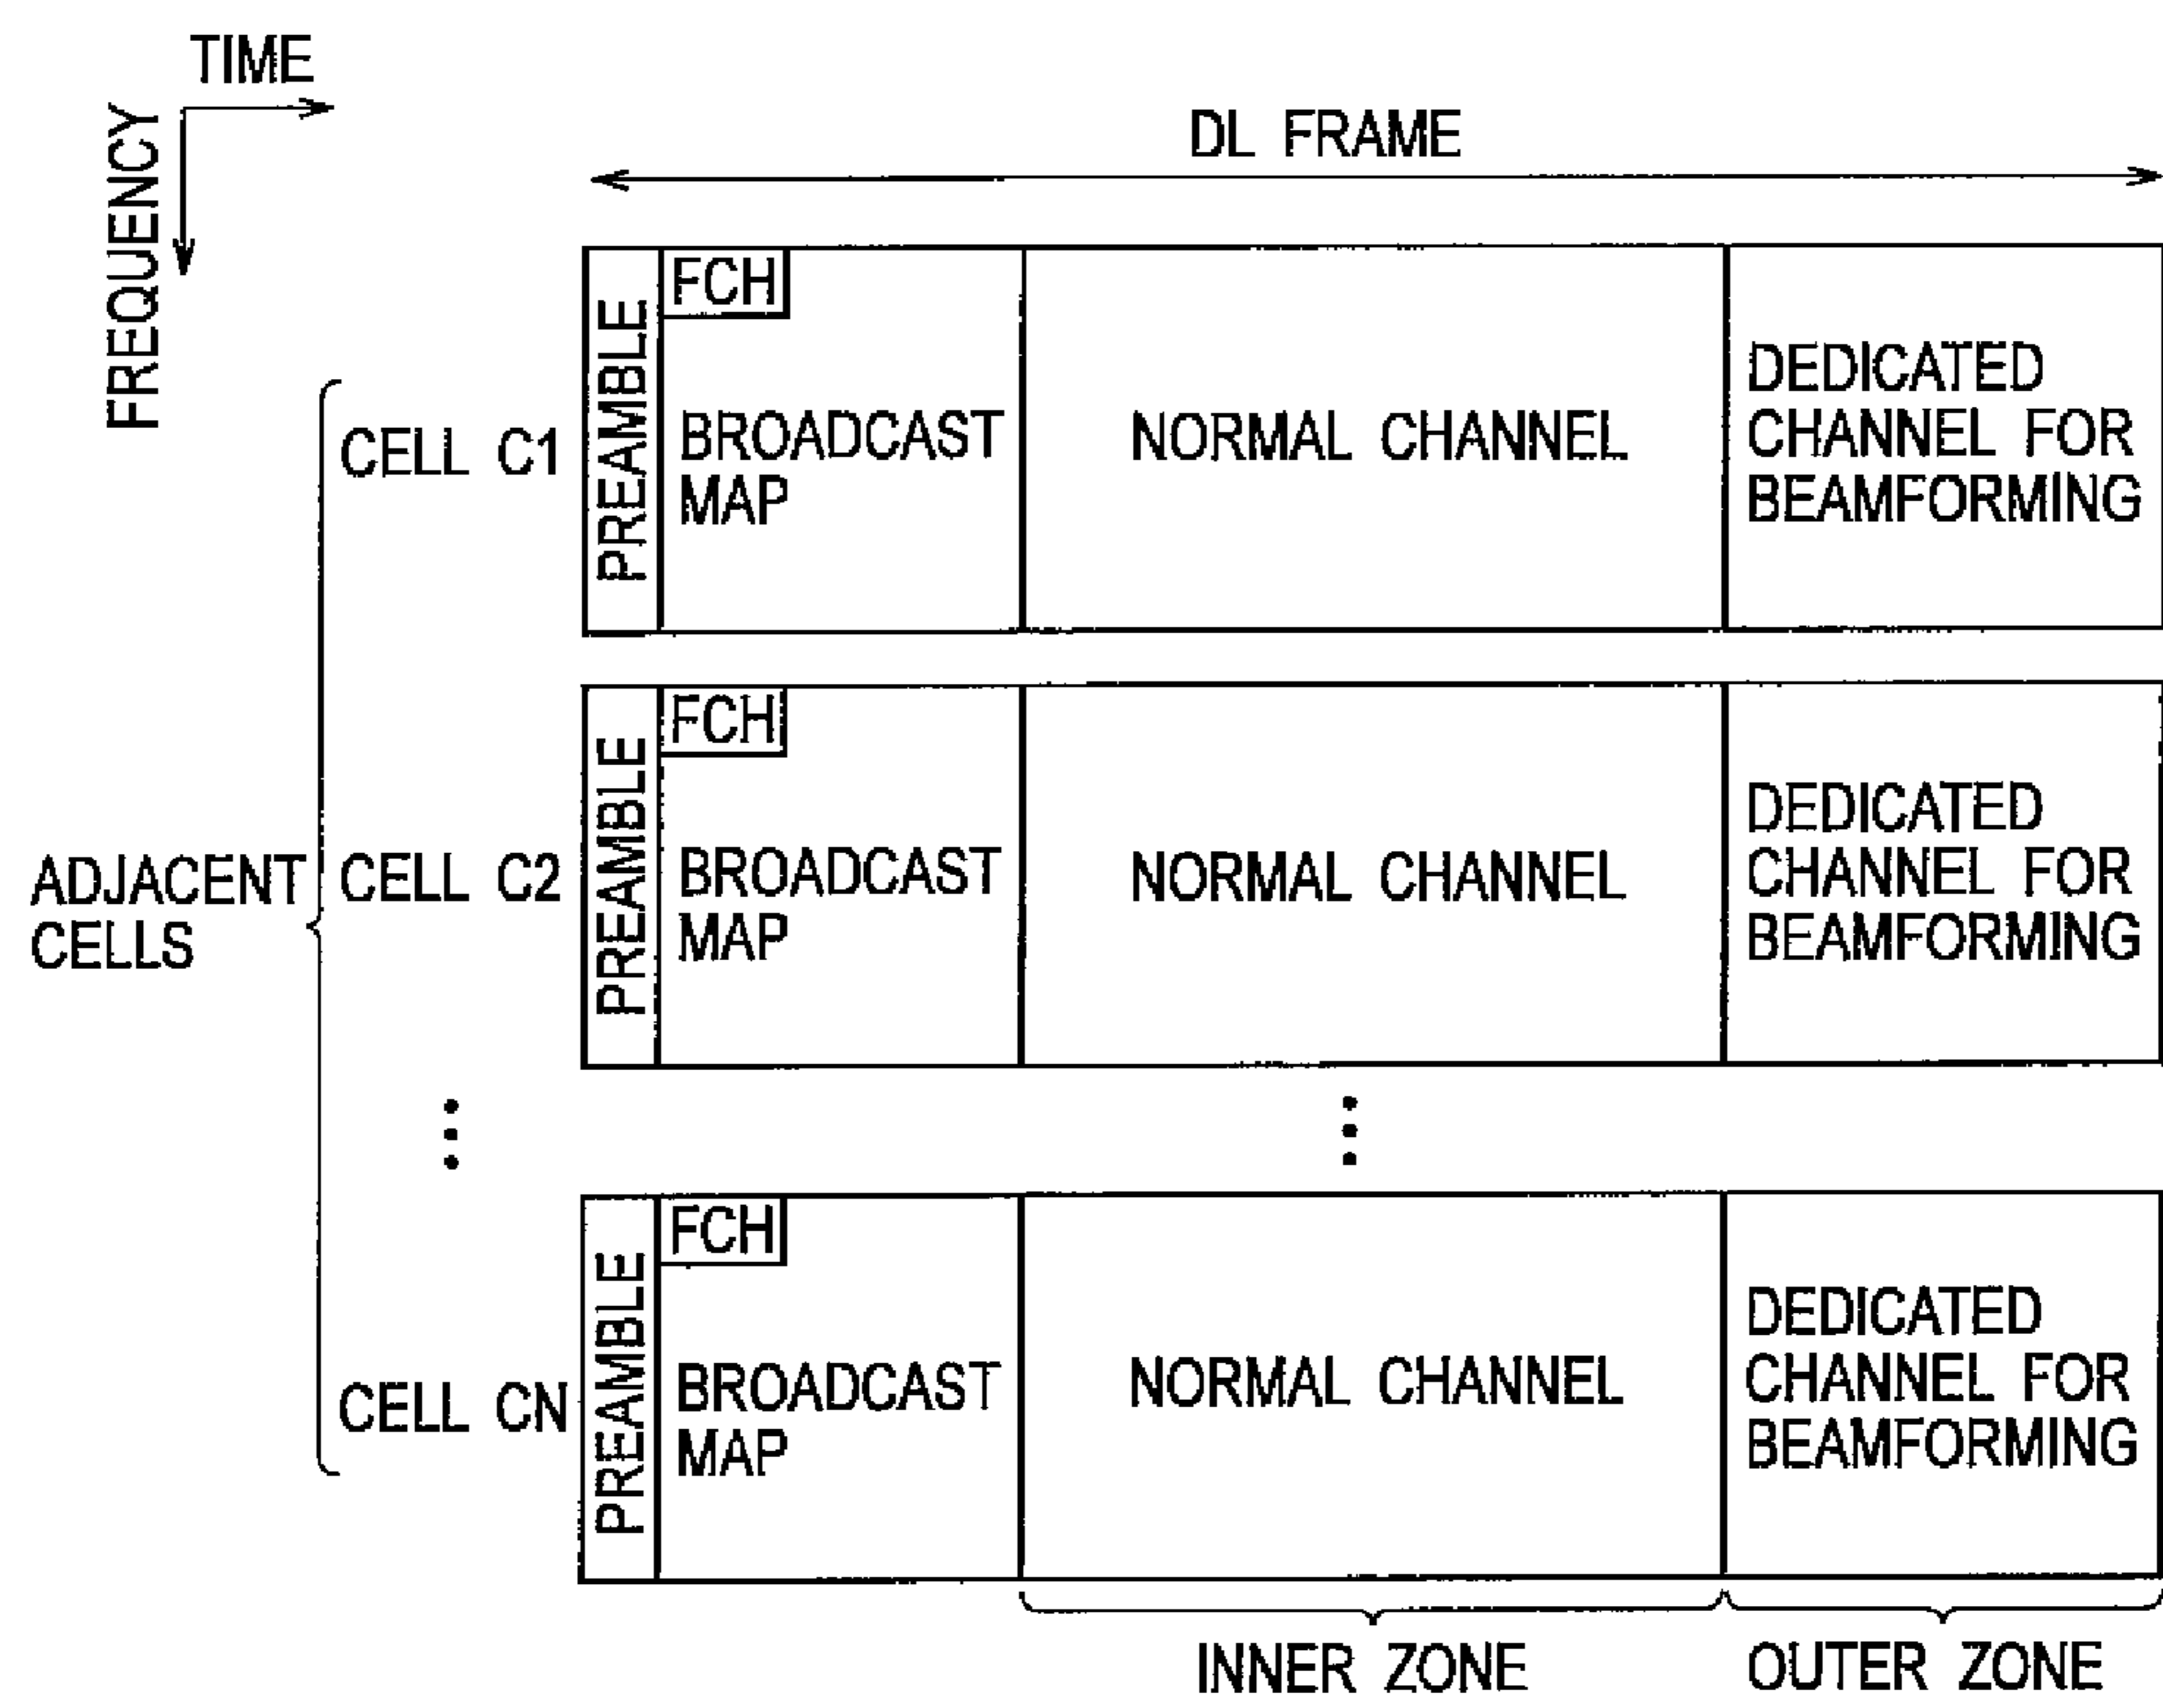 TIME
FREQUENCY
DL FRAME
ADJACENT
CELLS
CELL C1
PREAMBLE
FCH
BROADCAST
MAP
NORMAL CHANNEL
DEDICATED
CHANNEL FOR
BEAMFORMING
CELL C2
PREAMBLE
FCH
BROADCAST
MAP
NORMAL CHANNEL
DEDICATED
CHANNEL FOR
BEAMFORMING
CELL CN
PREAMBLE
FCH
BROADCAST
MAP
NORMAL CHANNEL
DEDICATED
CHANNEL FOR
BEAMFORMING
INNER ZONE
OUTER ZONE